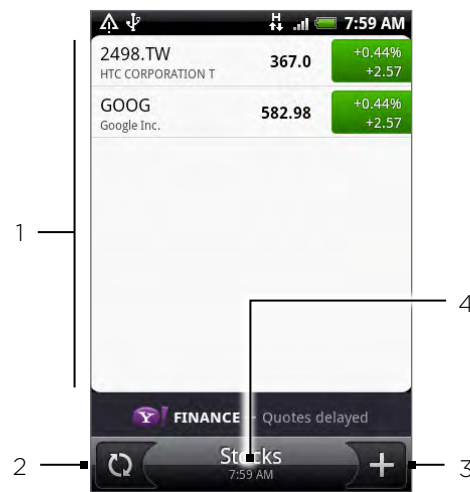 H 7:59 AM
2498.TW 367.0 +0.44%
HTC CORPORATION T +2.57
GOOG 582.98 +0.44%
Google Inc. +2.57
1
4
Y! FINANCE - Quotes delayed
2 Stocks 3
7:59 AM